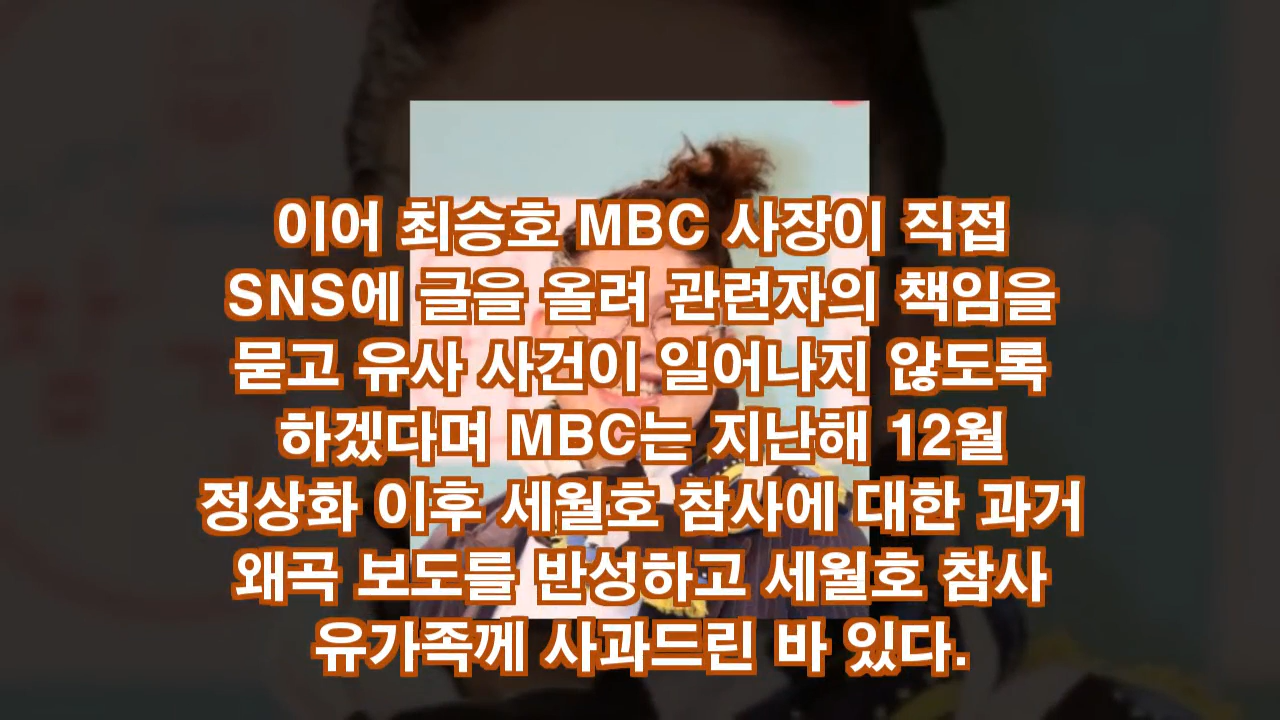 이어 최승호 MBC 사장이 직접
SNS에 글을 올려 관련자의 책임을
묻고 유사 사건이 일어나지 않도록
하겠다며 MBC는 지난해 12월
정상화 이후 세월호 참사에 대한 과거
왜곡 보도를 반성하고 세월호 참사
유가족께 사과드린 바 있다.